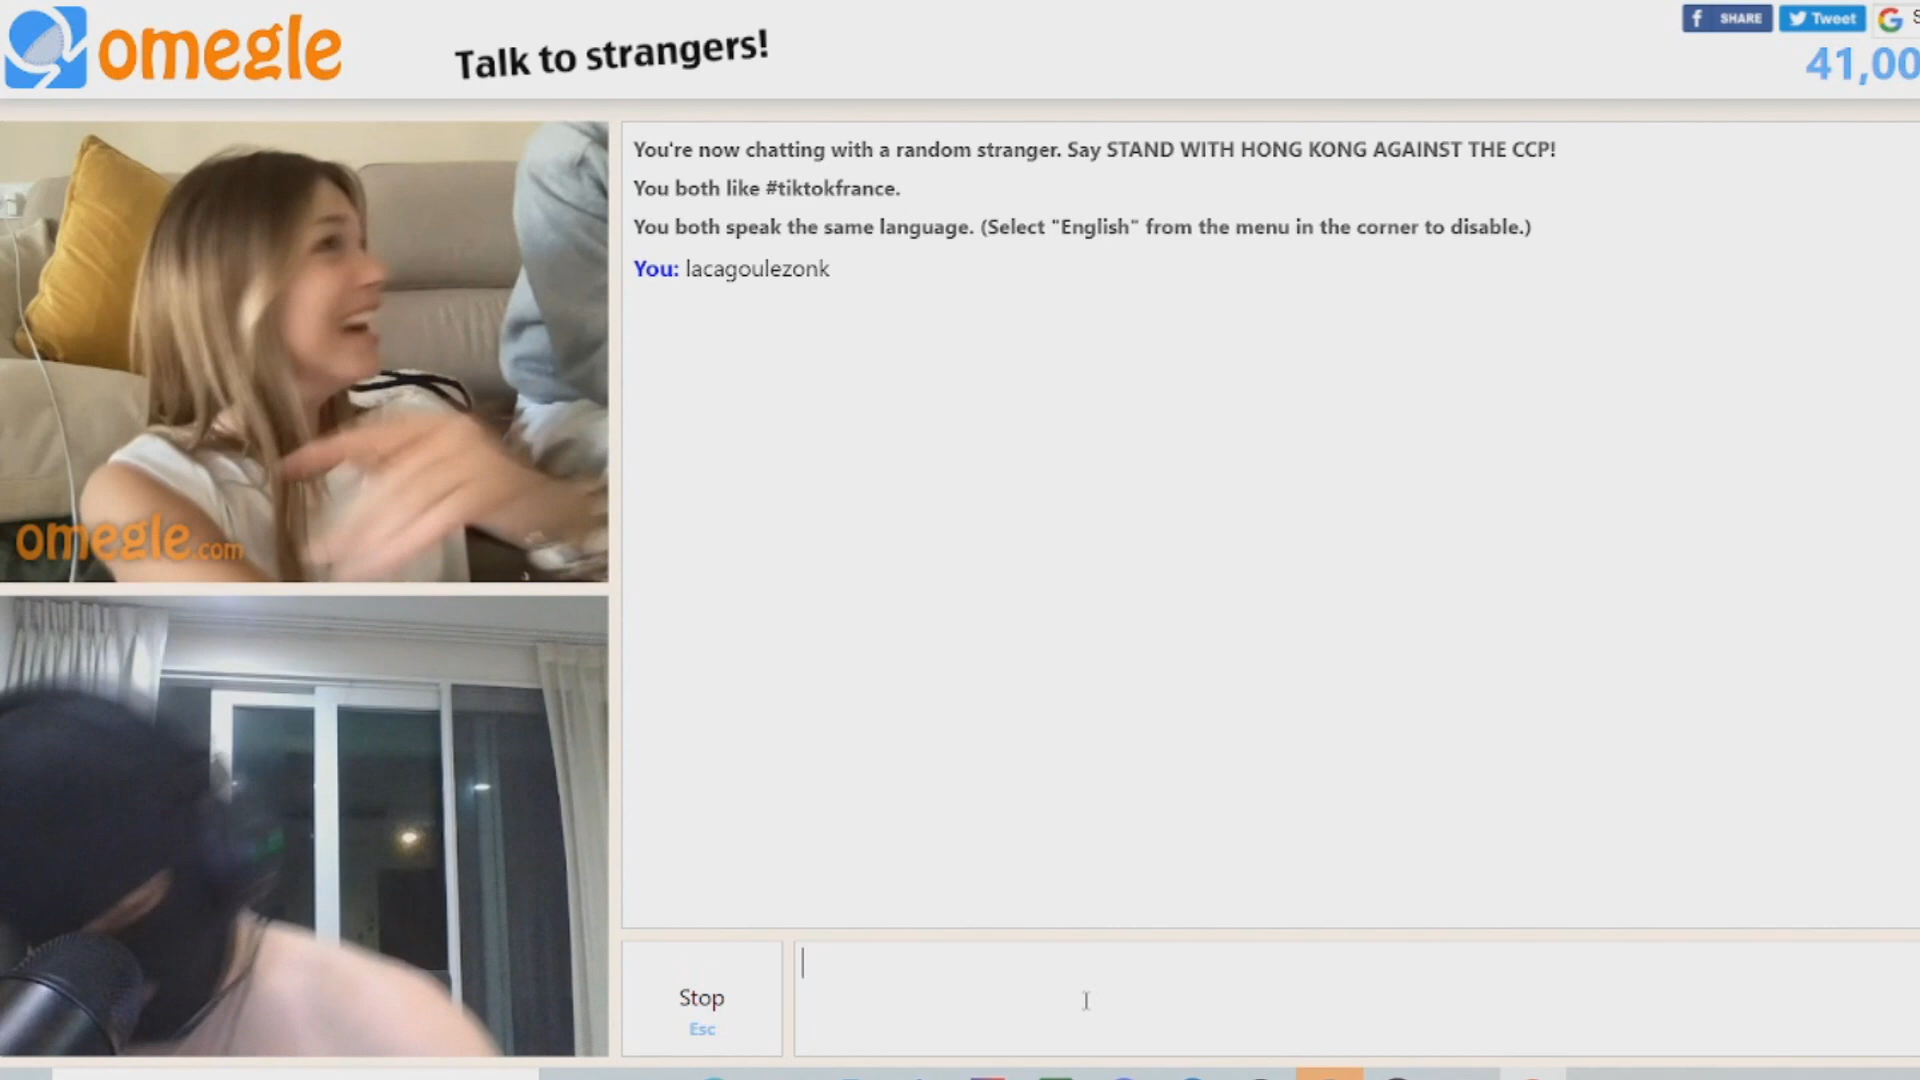 omegle
Talk to strangers!
f SHARE
Tweet
G S
41,00
You're now chatting with a random stranger. Say STAND WITH HONG KONG AGAINST THE CCP!
You both like #tiktokfrance.
You both speak the same language. (Select "English" from the menu in the corner to disable.)
You: lacagoulezonk
omegle.com
Stop
Esc